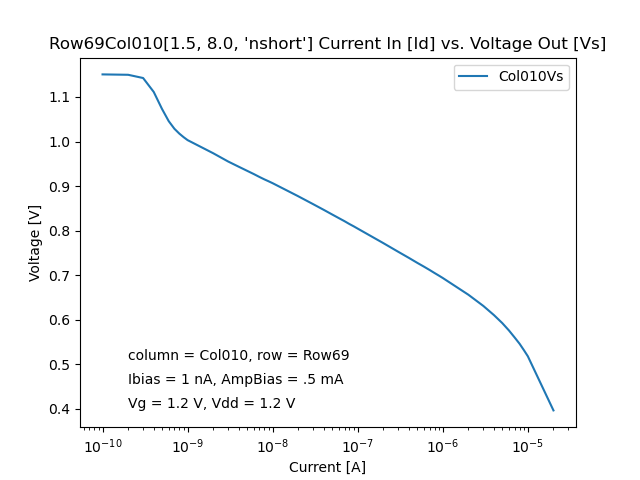 Row69Col010[1.5, 8.0, 'nshort'] Current In [Id] vs. Voltage Out [Vs]
Col010Vs
1.1
1.0
0.9
0.8
0.7
0.6
0.5
0.4
Voltage [V]
column = Col010, row = Row69
Ibias = 1 nA, AmpBias = .5 mA
Vg = 1.2 V, Vdd = 1.2 V
10⁻¹⁰ 10⁻⁹ 10⁻⁸ 10⁻⁷ 10⁻⁶ 10⁻⁵
Current [A]